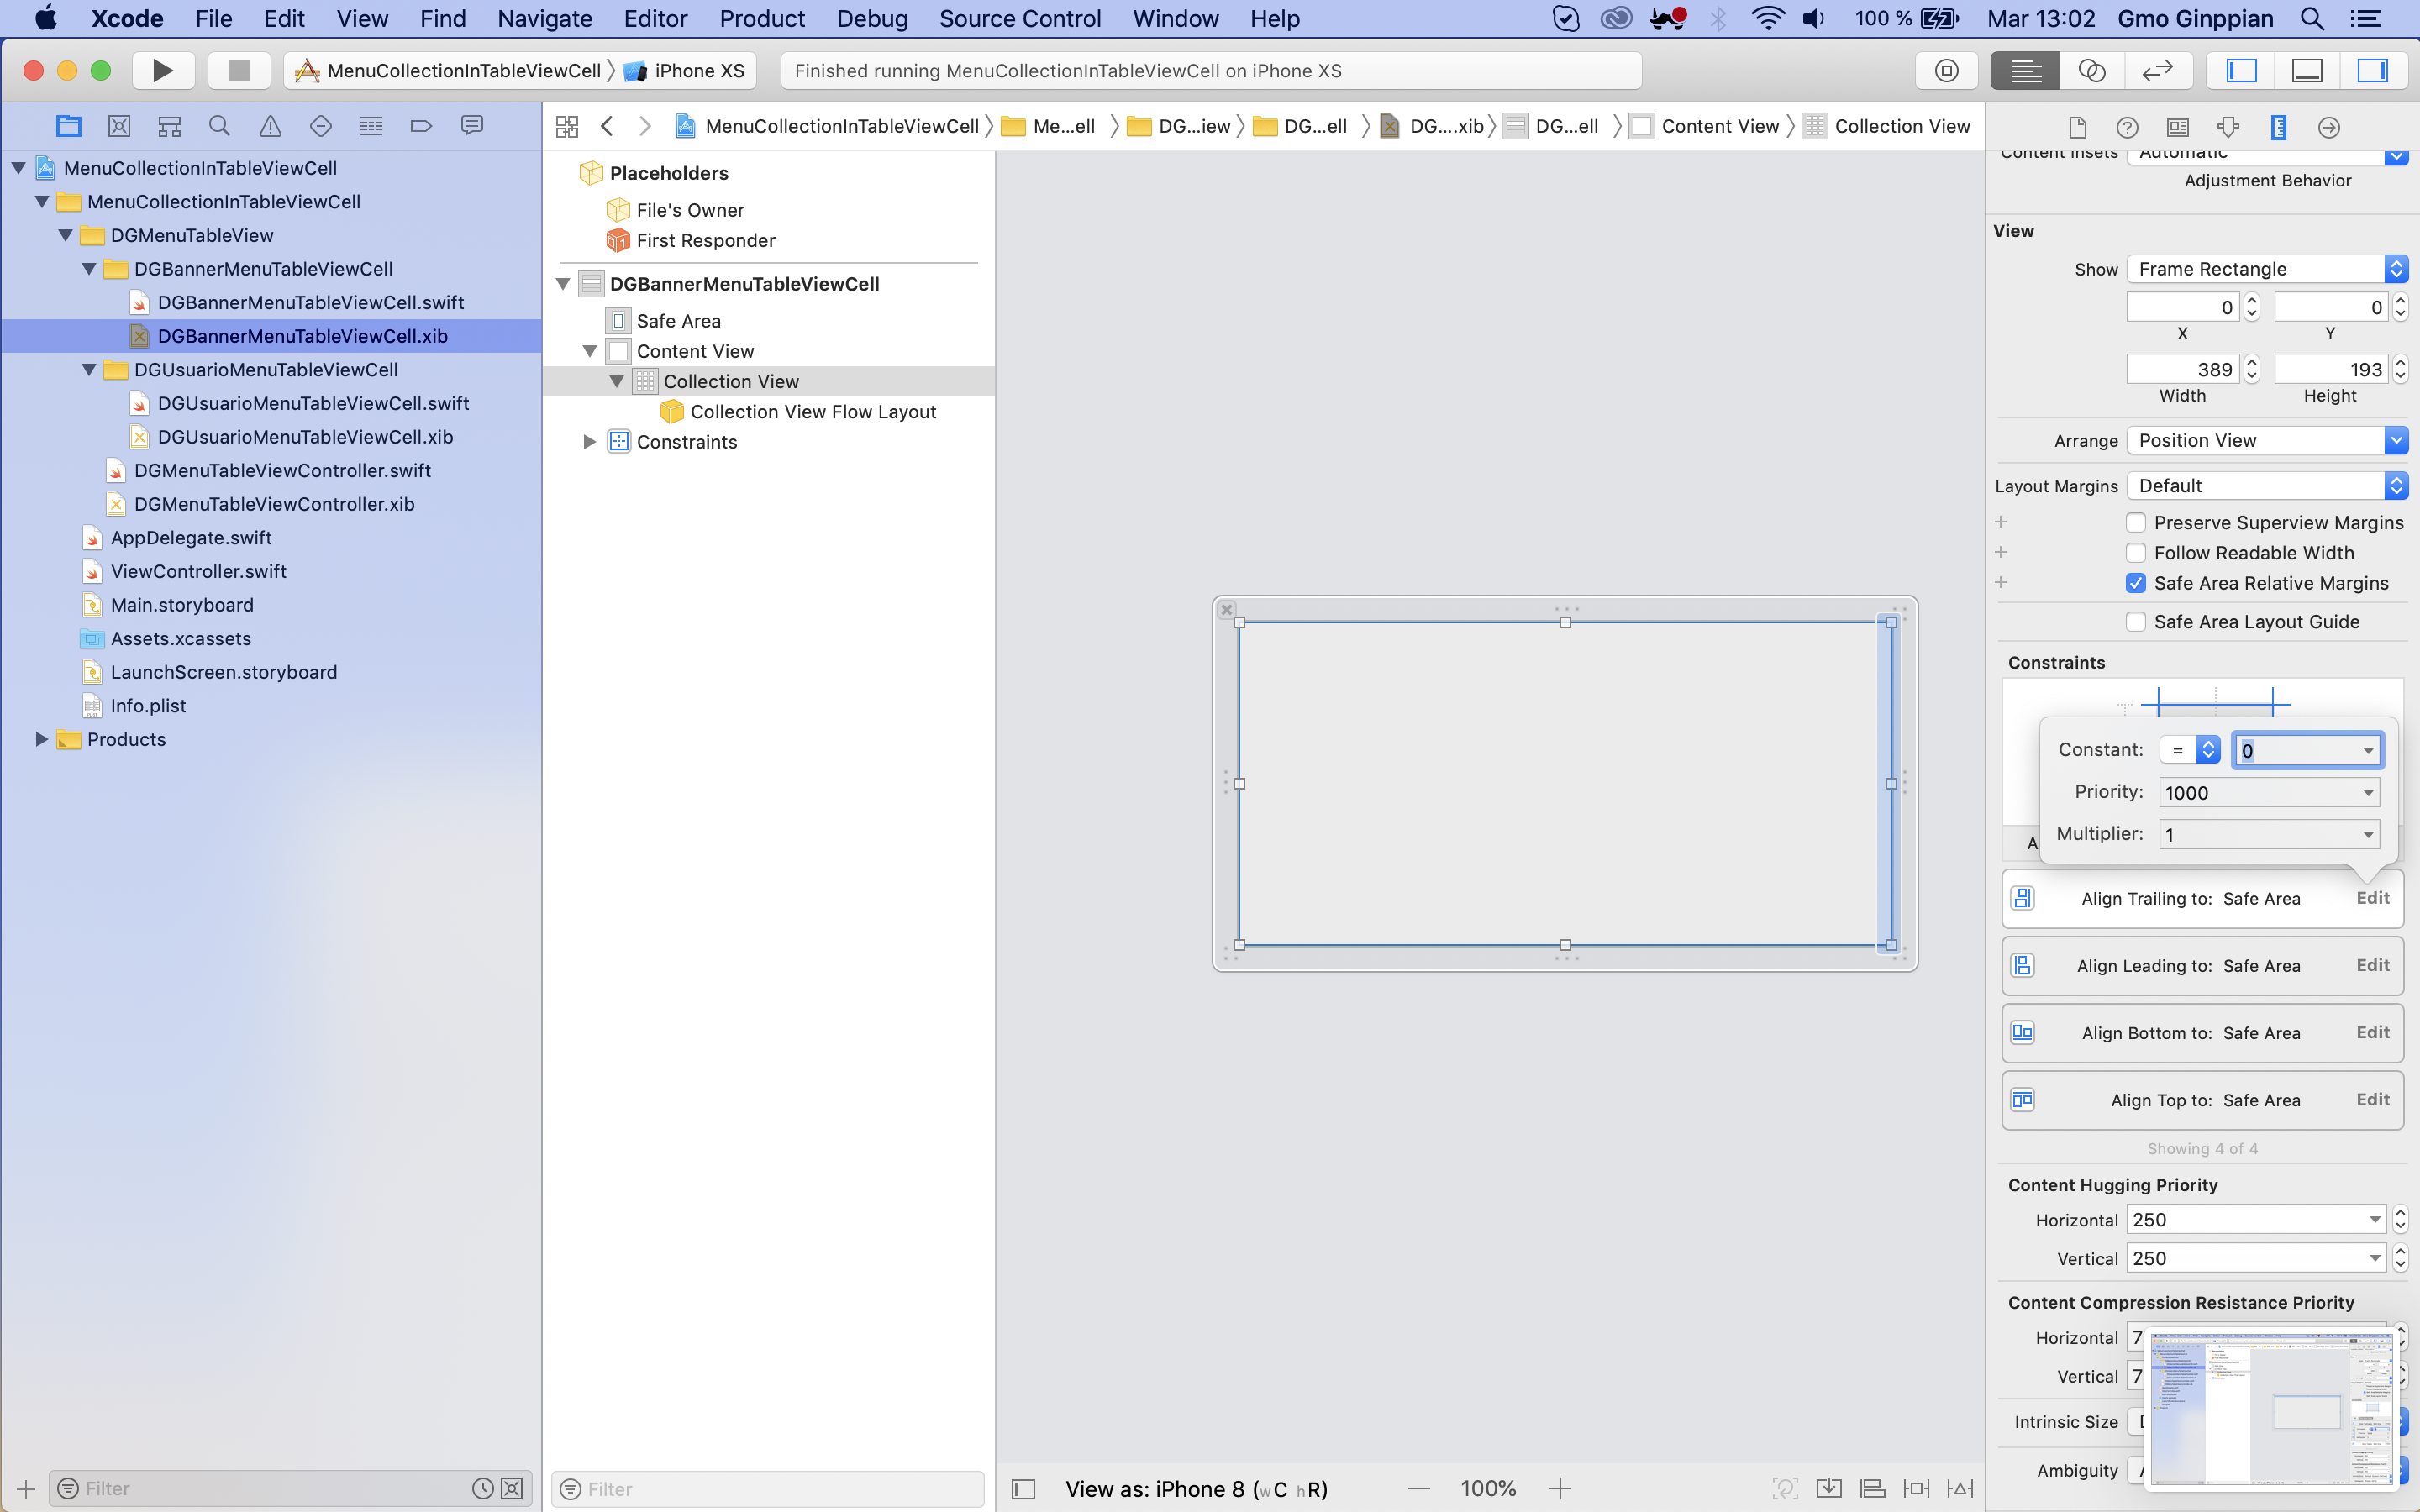 Xcode File Edit View Find Navigate Editor Product Debug Source Control Window Help 100 % Mar 13:02 Gmo Ginppian
MenuCollectionInTableViewCell iPhone XS Finished running MenuCollectionInTableViewCell on iPhone XS
MenuCollectionInTableViewCell Me...ell DG...iew DG...ell DG....xib DG...ell Content View Collection View
MenuCollectionInTableViewCell
MenuCollectionInTableViewCell
DGMenuTableView
DGBannerMenuTableViewCell
DGBannerMenuTableViewCell.swift
DGBannerMenuTableViewCell.xib
DGUsuarioMenuTableViewCell
DGUsuarioMenuTableViewCell.swift
DGUsuarioMenuTableViewCell.xib
DGMenuTableViewController.swift
DGMenuTableViewController.xib
AppDelegate.swift
ViewController.swift
Main.storyboard
Assets.xcassets
LaunchScreen.storyboard
Info.plist
Products
Filter
Placeholders
File's Owner
First Responder
DGBannerMenuTableViewCell
Safe Area
Content View
Collection View
Collection View Flow Layout
Constraints
Filter
View as: iPhone 8 (wC hR) 100%
Content Insets Automatic
Adjustment Behavior
View
Show Frame Rectangle
0 0
X Y
389 193
Width Height
Arrange Position View
Layout Margins Default
Preserve Superview Margins
Follow Readable Width
Safe Area Relative Margins
Safe Area Layout Guide
Constraints
Constant: = 0
Priority: 1000
Multiplier: 1
A
Align Trailing to: Safe Area Edit
Align Leading to: Safe Area Edit
Align Bottom to: Safe Area Edit
Align Top to: Safe Area Edit
Showing 4 of 4
Content Hugging Priority
Horizontal 250
Vertical 250
Content Compression Resistance Priority
Horizontal 7
Vertical 7
Intrinsic Size
Ambiguity